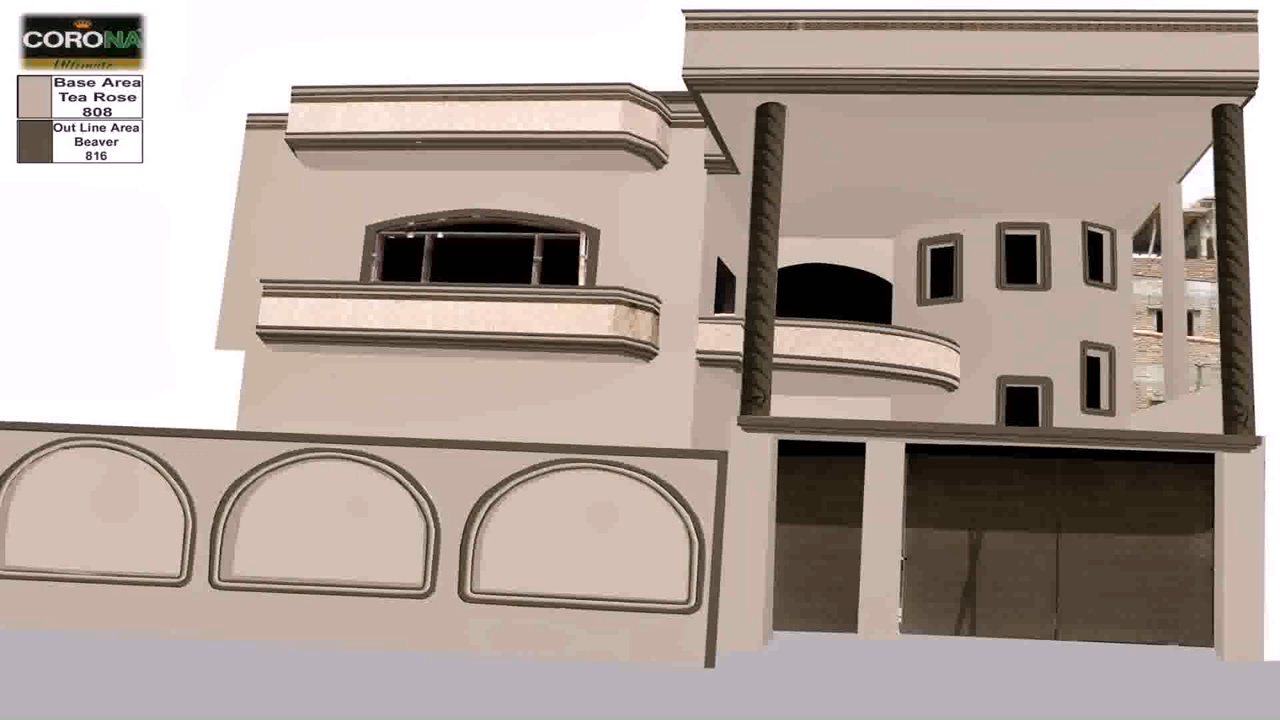 CORONA
Ultimate
Base Area
Tea Rose
808
Out Line Area
Beaver
816